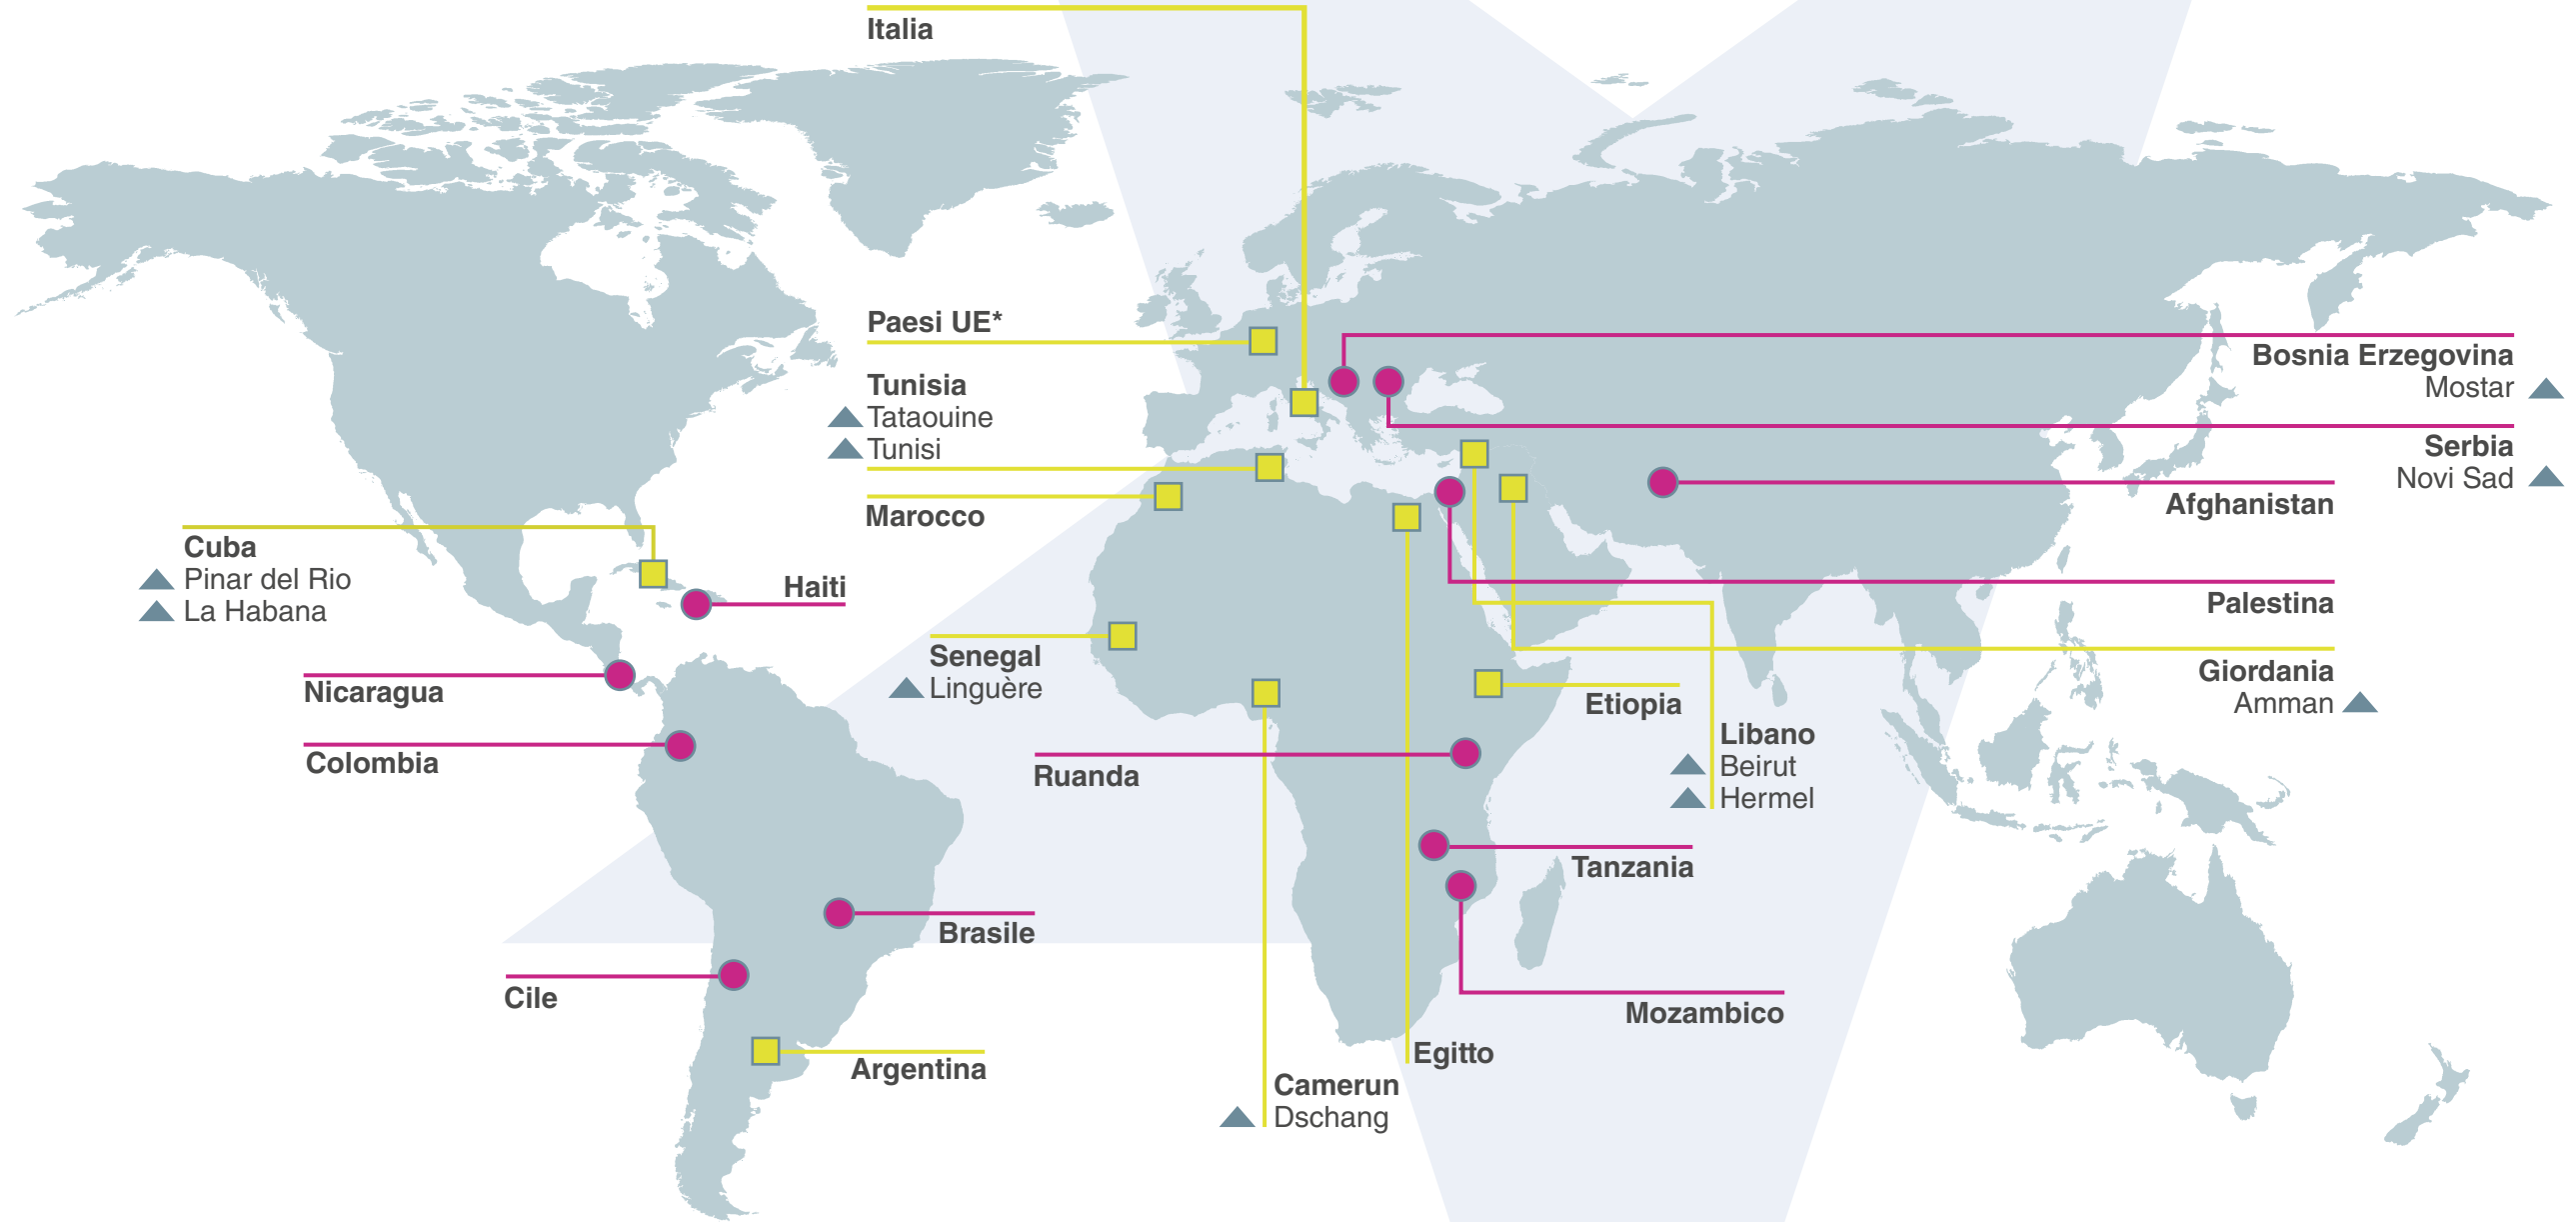 Italia
Paesi UE*
Tunisia
Tataouine
Tunisi
Marocco
Bosnia Erzegovina
Mostar
Serbia
Novi Sad
Afghanistan
Cuba
Pinar del Rio
La Habana
Haiti
Palestina
Senegal
Linguère
Nicaragua
Giordania
Amman
Etiopia
Colombia
Ruanda
Libano
Beirut
Hermel
Tanzania
Brasile
Cile
Mozambico
Argentina
Egitto
Camerun
Dschang